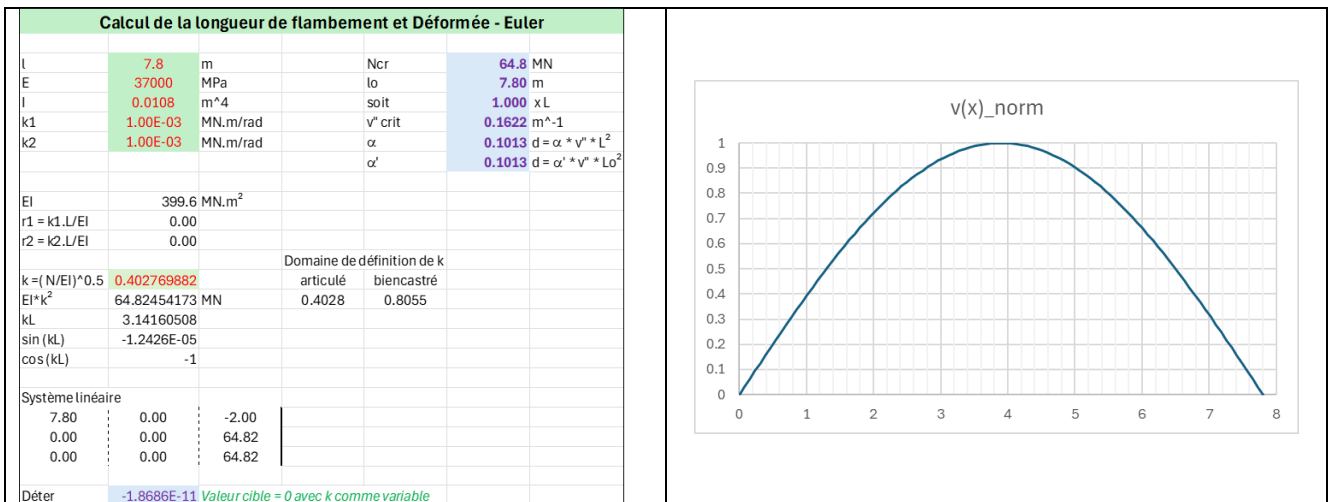 Calcul de la longueur de flambement et Déformée - Euler
l 7.8 m Ncr 64.8 MN
E 37000 MPa lo 7.80 m
I 0.0108 m^4 soit 1.000 x L
k1 1.00E-03 MN.m/rad v" crit 0.1622 m^-1
k2 1.00E-03 MN.m/rad α 0.1013 d = α * v" * L²
α' 0.1013 d = α' * v" * Lo²
EI 399.6 MN.m²
r1 = k1.L/EI 0.00
r2 = k2.L/EI 0.00
Domaine de définition de k
k =( N/EI)^0.5 0.402769882 articulé biencastré
EI*k² 64.82454173 MN 0.4028 0.8055
kL 3.14160508
sin (kL) -1.2426E-05
cos (kL) -1
Système linéaire
7.80 0.00 -2.00
0.00 0.00 64.82
0.00 0.00 64.82
Déter -1.8686E-11 Valeur cible = 0 avec k comme variable
v(x)_norm
1
0.9
0.8
0.7
0.6
0.5
0.4
0.3
0.2
0.1
0
0 1 2 3 4 5 6 7 8